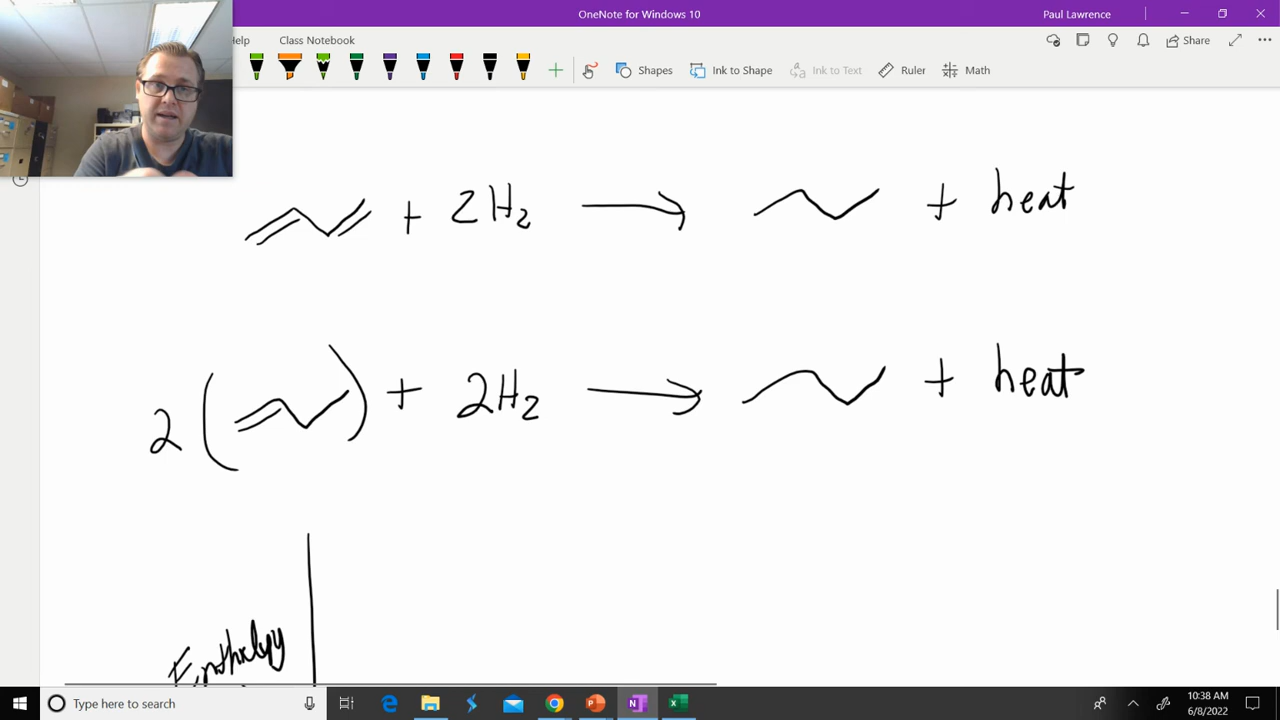 OneNote for Windows 10
Paul Lawrence
Help Class Notebook
Share
Shapes Ink to Shape Ink to Text Ruler Math
+ 2H₂ → + heat
2( ) + 2H₂ → + heat
Enthalpy
Type here to search
10:38 AM
6/8/2022